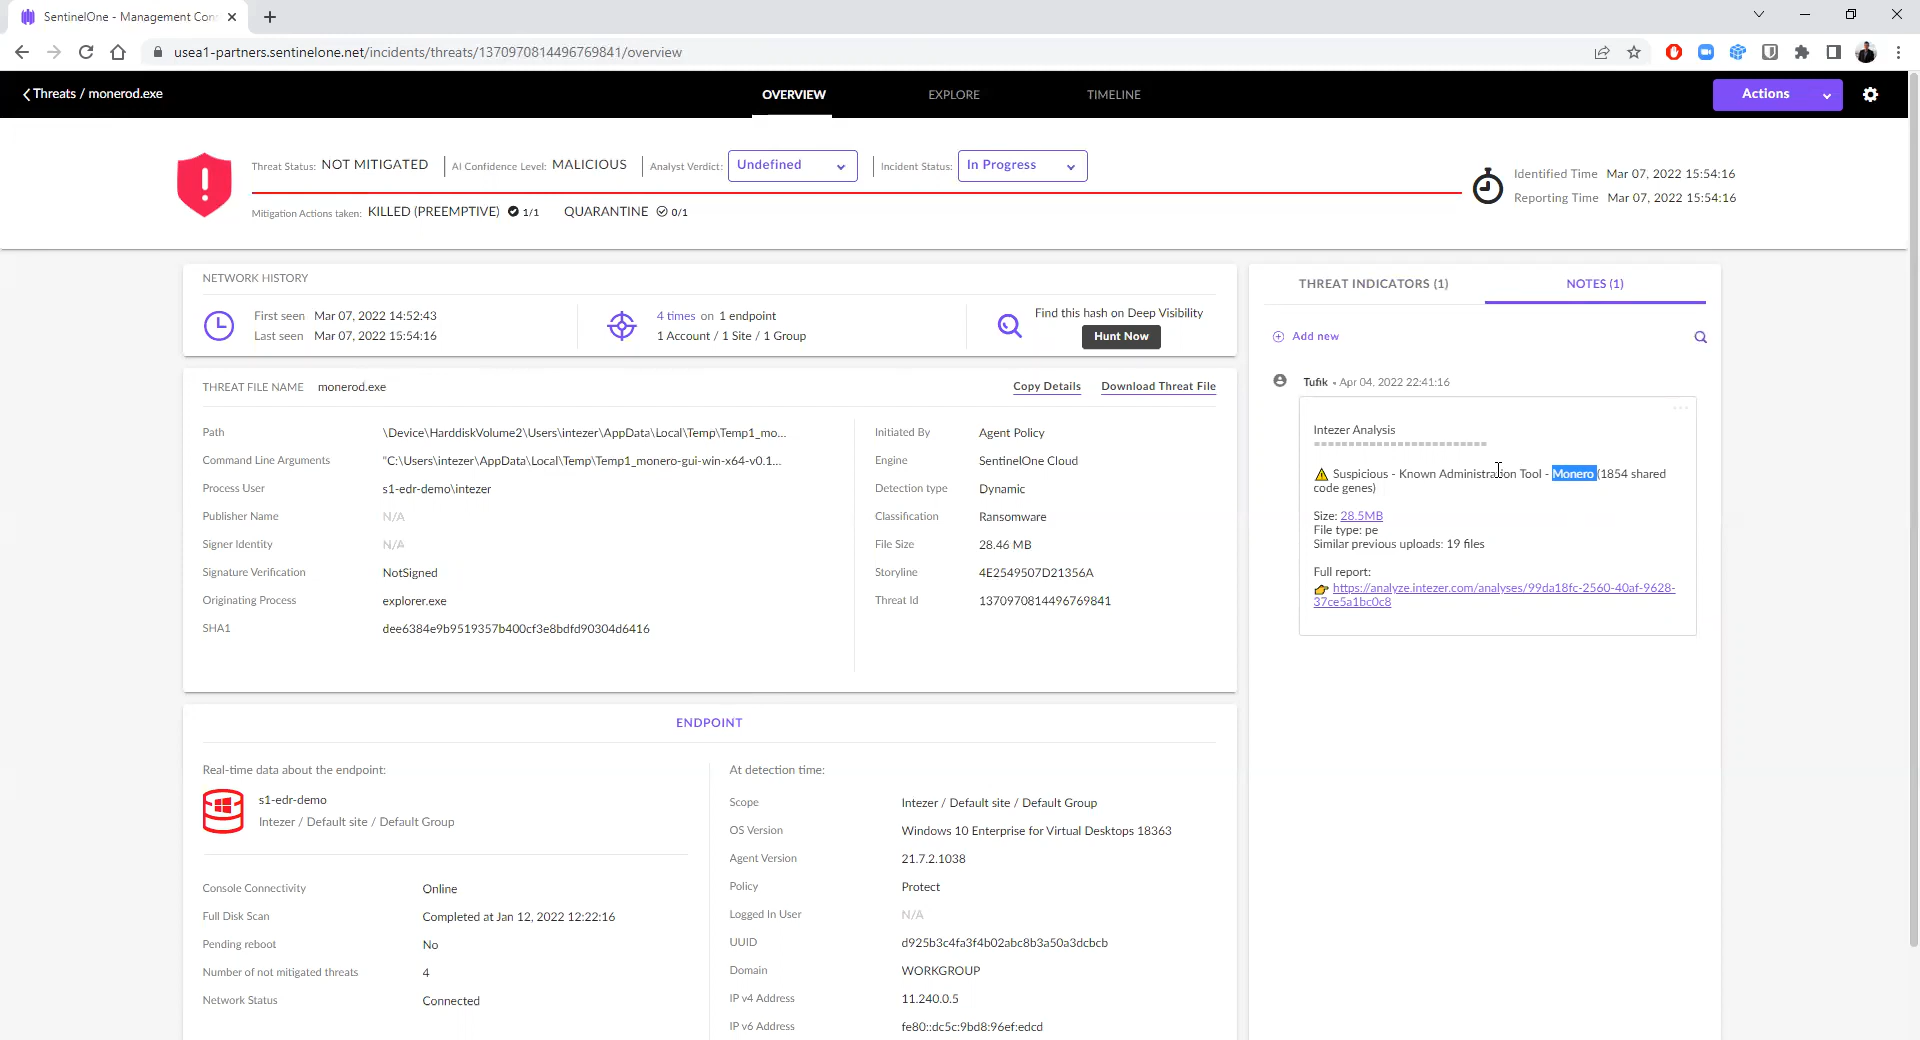 SentinelOne - Management Con
usea1-partners.sentinelone.net/incidents/threats/1370970814496769841/overview
Threats / monerod.exe
OVERVIEW
EXPLORE
TIMELINE
Actions
Threat Status: NOT MITIGATED
AI Confidence Level: MALICIOUS
Analyst Verdict: Undefined
Incident Status: In Progress
Mitigation Actions taken: KILLED (PREEMPTIVE) 1/1 QUARANTINE 0/1
Identified Time Mar 07, 2022 15:54:16
Reporting Time Mar 07, 2022 15:54:16
NETWORK HISTORY
First seen Mar 07, 2022 14:52:43
Last seen Mar 07, 2022 15:54:16
4 times on 1 endpoint
1 Account / 1 Site / 1 Group
Find this hash on Deep Visibility
Hunt Now
THREAT FILE NAME monerod.exe
Copy Details
Download Threat File
Path \Device\HarddiskVolume2\Users\intezer\AppData\Local\Temp\Temp1_mo...
Command Line Arguments "C:\Users\intezer\AppData\Local\Temp\Temp1_monero-gui-win-x64-v0.1...
Process User s1-edr-demo\intezer
Publisher Name N/A
Signer Identity N/A
Signature Verification NotSigned
Originating Process explorer.exe
SHA1 dee6384e9b9519357b400cf3e8bdfd90304d6416
Initiated By Agent Policy
Engine SentinelOne Cloud
Detection type Dynamic
Classification Ransomware
File Size 28.46 MB
Storyline 4E2549507D21356A
Threat Id 1370970814496769841
ENDPOINT
Real-time data about the endpoint:
s1-edr-demo
Intezer / Default site / Default Group
Console Connectivity Online
Full Disk Scan Completed at Jan 12, 2022 12:22:16
Pending reboot No
Number of not mitigated threats 4
Network Status Connected
At detection time:
Scope Intezer / Default site / Default Group
OS Version Windows 10 Enterprise for Virtual Desktops 18363
Agent Version 21.7.2.1038
Policy Protect
Logged In User N/A
UUID d925b3c4fa3f4b02abc8b3a50a3dcbcb
Domain WORKGROUP
IP v4 Address 11.240.0.5
IP v6 Address fe80::dc5c:9bd8:96ef:edcd
THREAT INDICATORS (1)
NOTES (1)
Add new
Tufik • Apr 04, 2022 22:41:16
Intezer Analysis
=========================
⚠ Suspicious - Known Administration Tool - Monero (1854 shared
code genes)
Size: 28.5MB
File type: pe
Similar previous uploads: 19 files
Full report:
👉 https://analyze.intezer.com/analyses/99da18fc-2560-40af-9628-
37ce5a1bc0c8